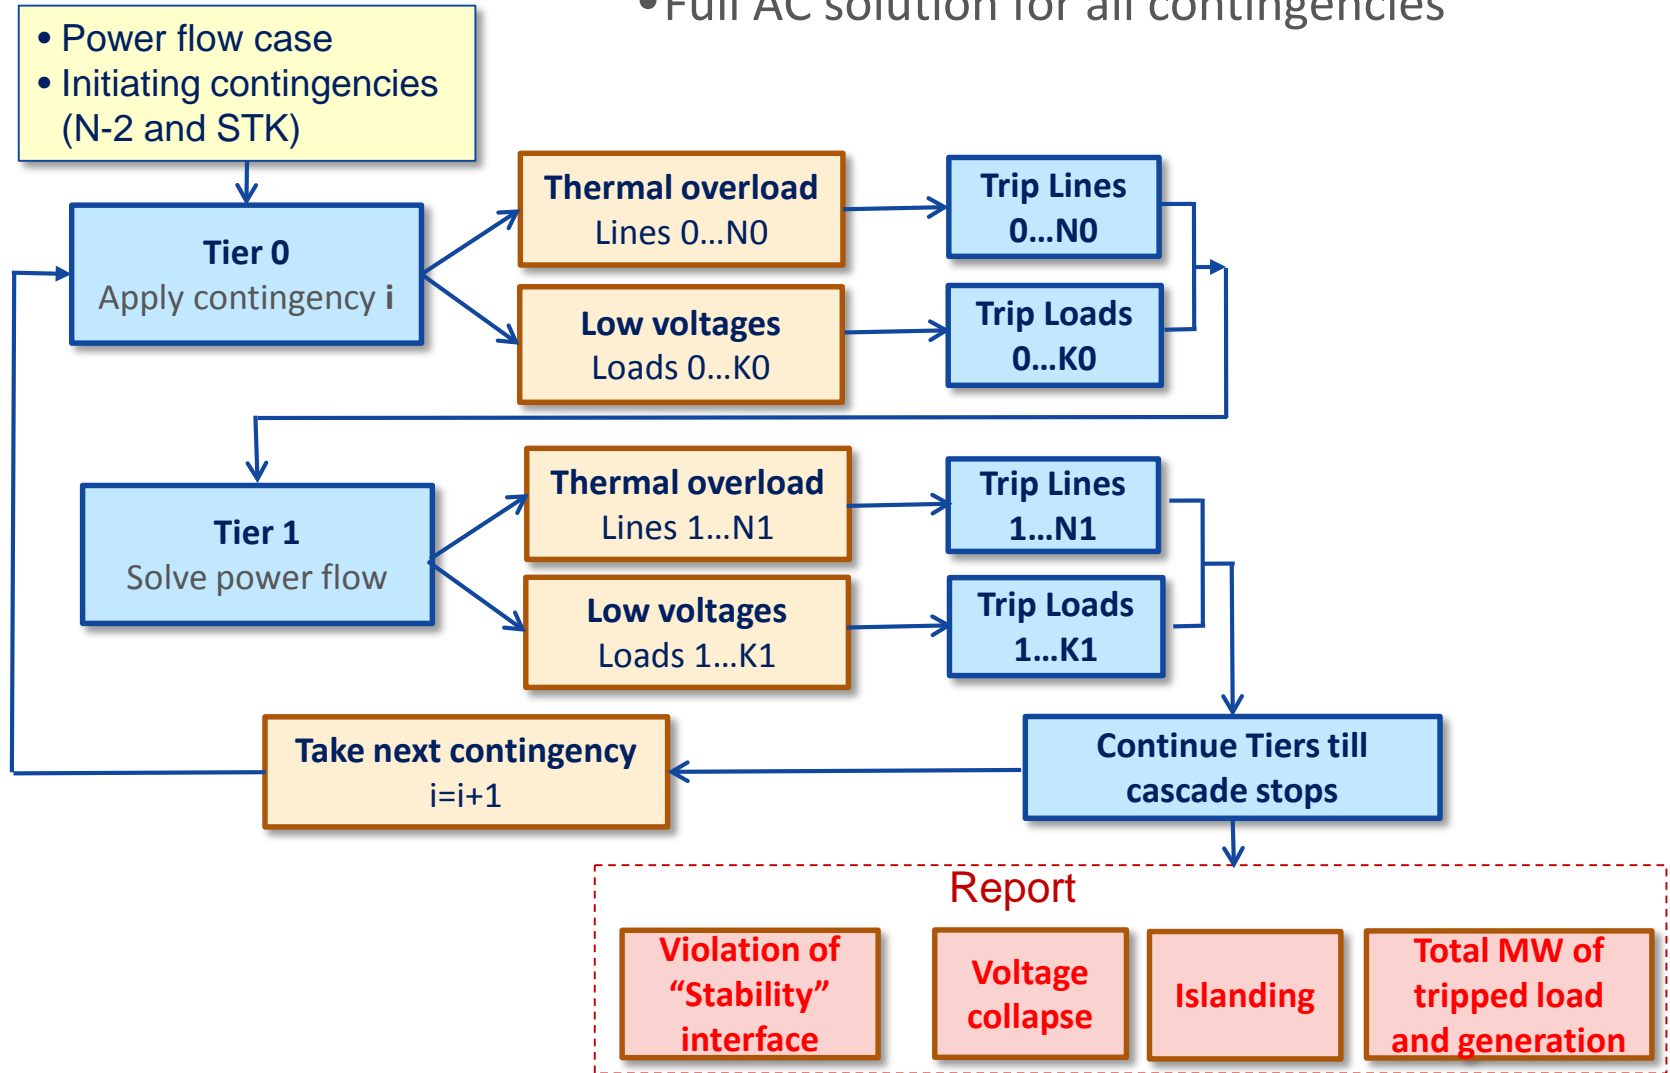 •Full AC solution for all contingencies
• Power flow case
• Initiating contingencies
(N-2 and STK)
Tier 0
Apply contingency i
Thermal overload
Lines 0...N0
Trip Lines
0...N0
Low voltages
Loads 0...K0
Trip Loads
0...K0
Tier 1
Solve power flow
Thermal overload
Lines 1...N1
Trip Lines
1...N1
Low voltages
Loads 1...K1
Trip Loads
1...K1
Take next contingency
i=i+1
Continue Tiers till
cascade stops
Report
Violation of
“Stability”
interface
Voltage
collapse
Islanding
Total MW of
tripped load
and generation